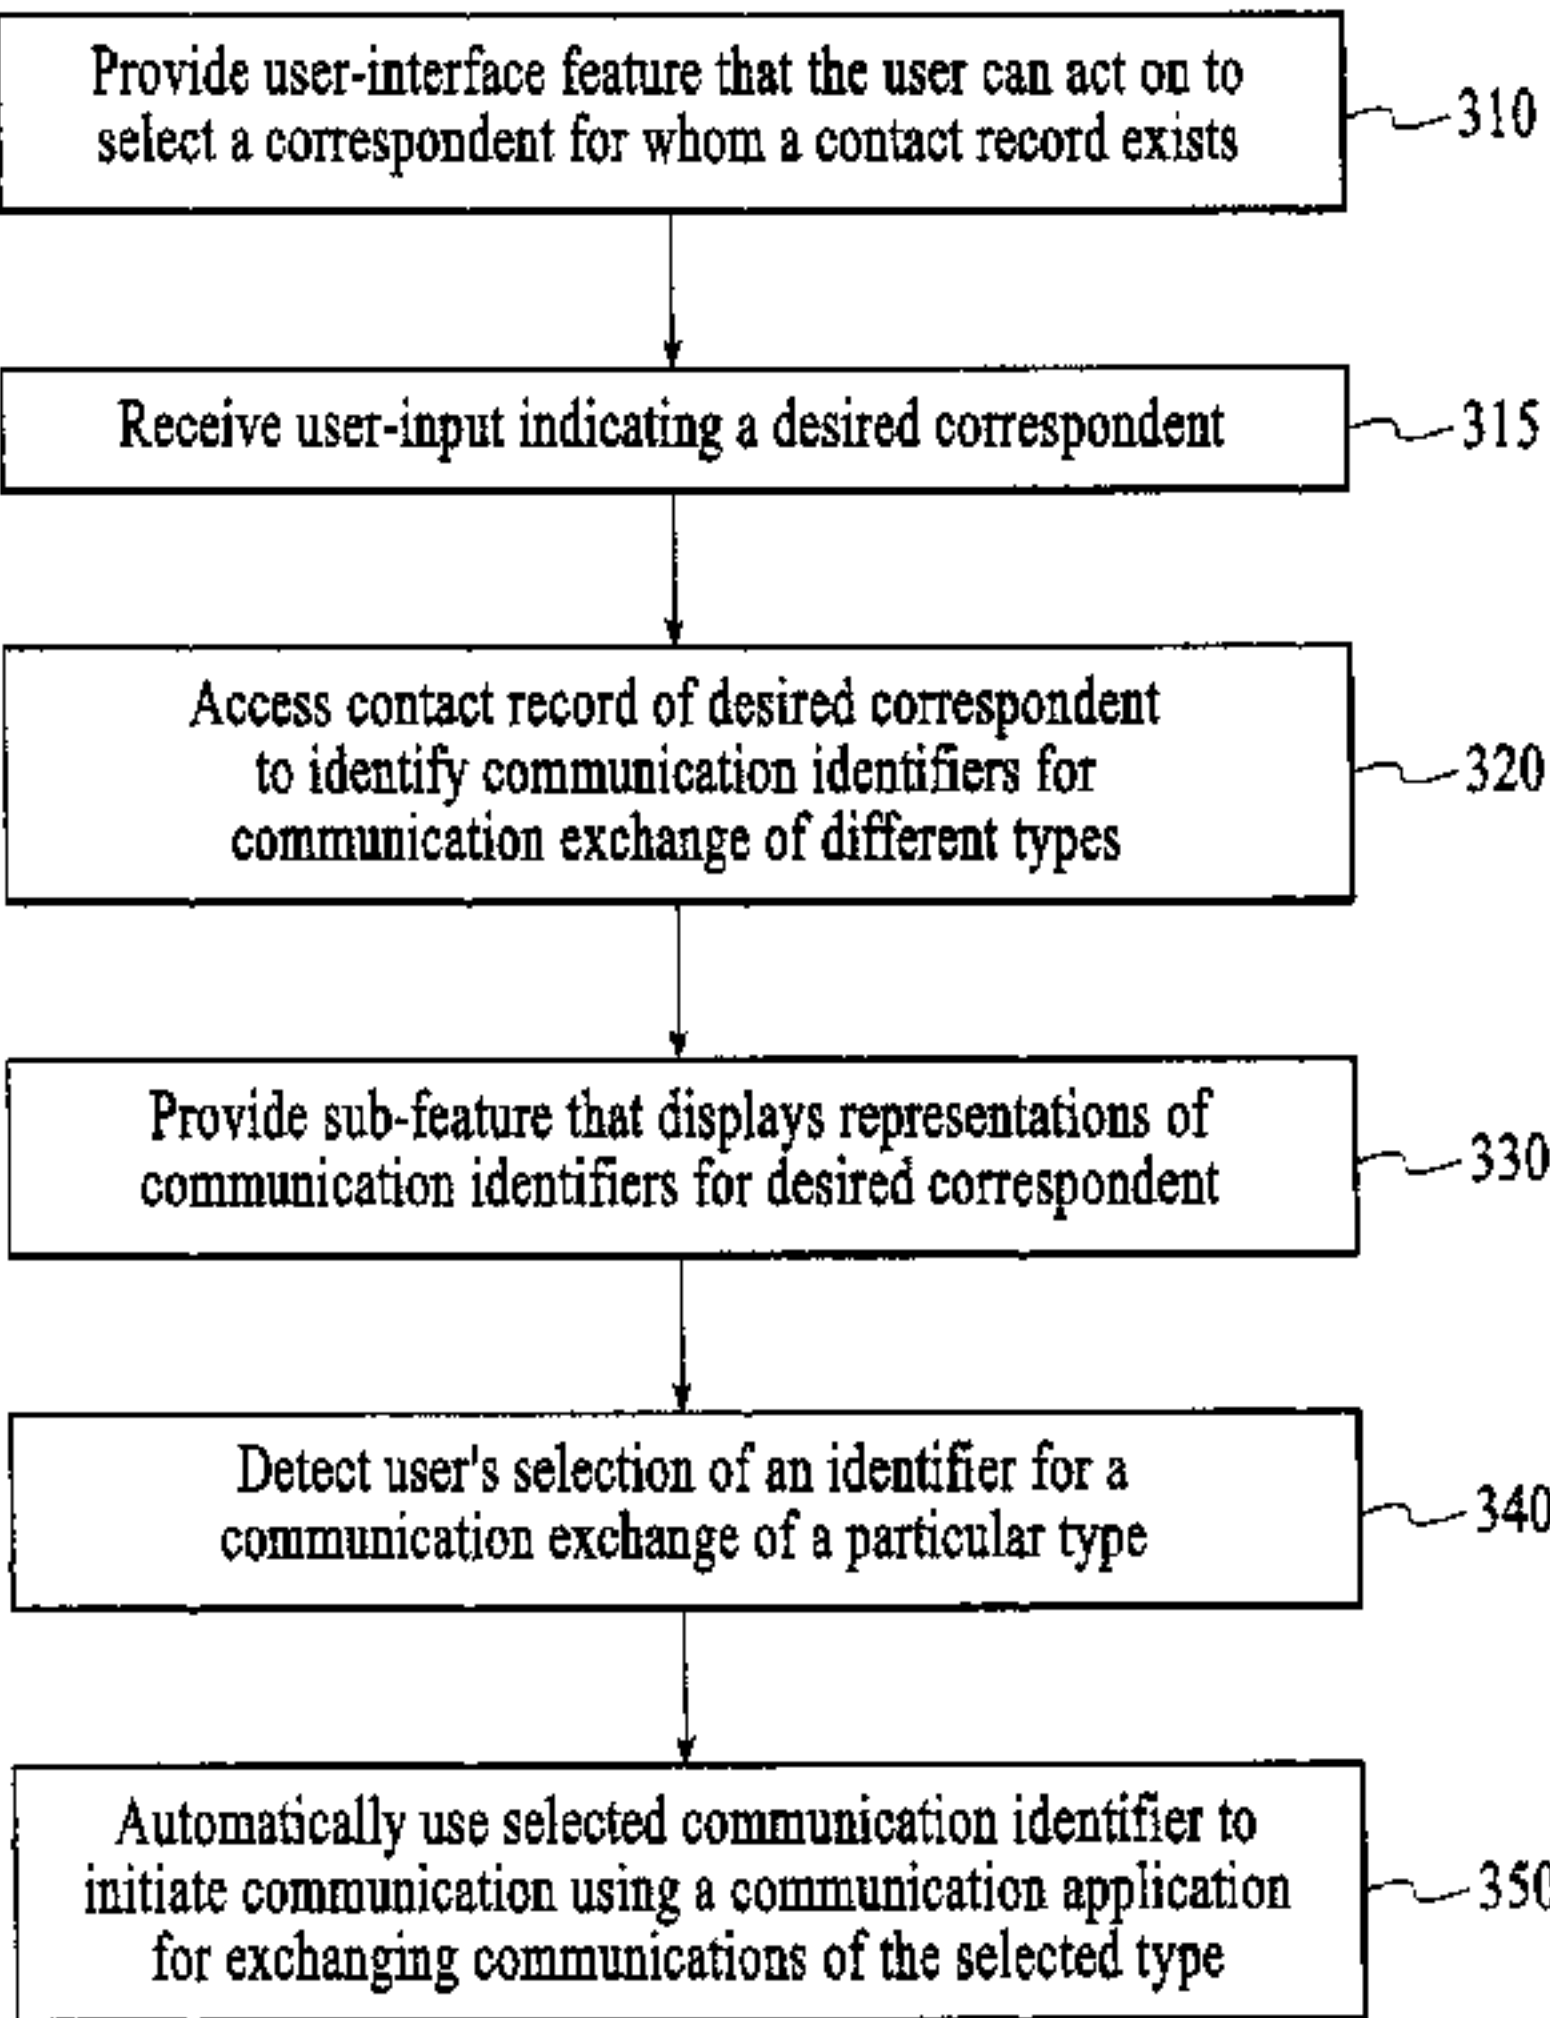 Provide user-interface feature that the user can act on to
select a correspondent for whom a contact record exists
310
Receive user-input indicating a desired correspondent
315
Access contact record of desired correspondent
to identify communication identifiers for
communication exchange of different types
320
Provide sub-feature that displays representations of
communication identifiers for desired correspondent
330
Detect user's selection of an identifier for a
communication exchange of a particular type
340
Automatically use selected communication identifier to
initiate communication using a communication application
for exchanging communications of the selected type
350